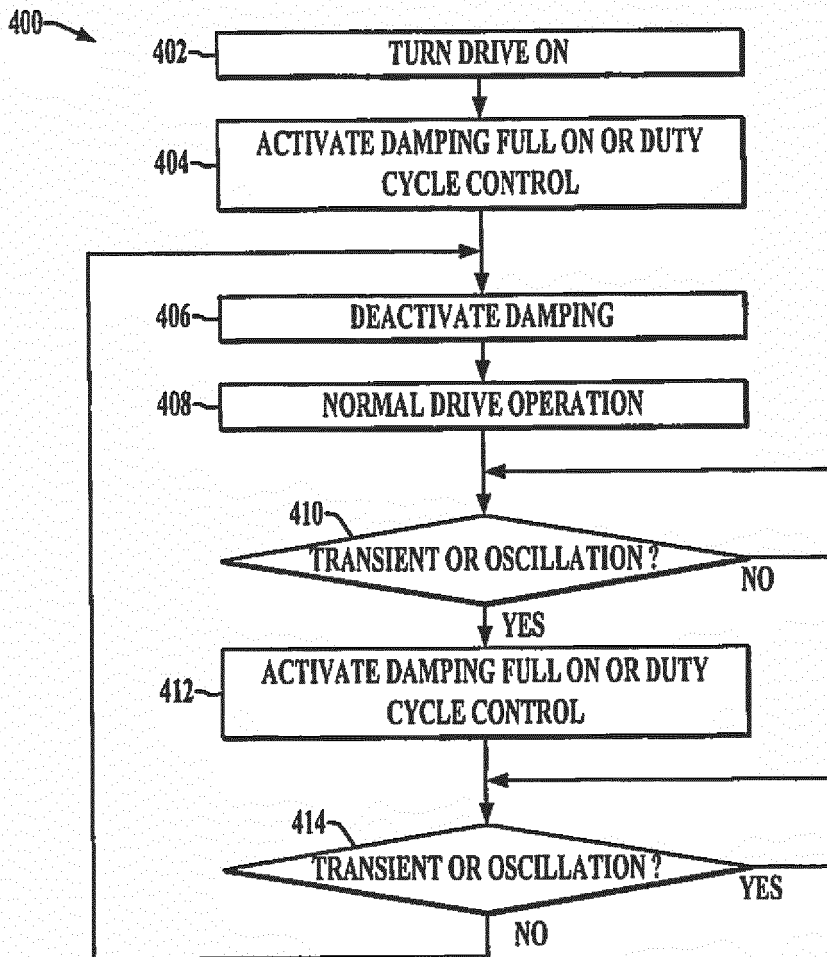 400
402
TURN DRIVE ON
404
ACTIVATE DAMPING FULL ON OR DUTY
CYCLE CONTROL
406
DEACTIVATE DAMPING
408
NORMAL DRIVE OPERATION
410
TRANSIENT OR OSCILLATION ?
NO
YES
412
ACTIVATE DAMPING FULL ON OR DUTY
CYCLE CONTROL
414
TRANSIENT OR OSCILLATION ?
YES
NO